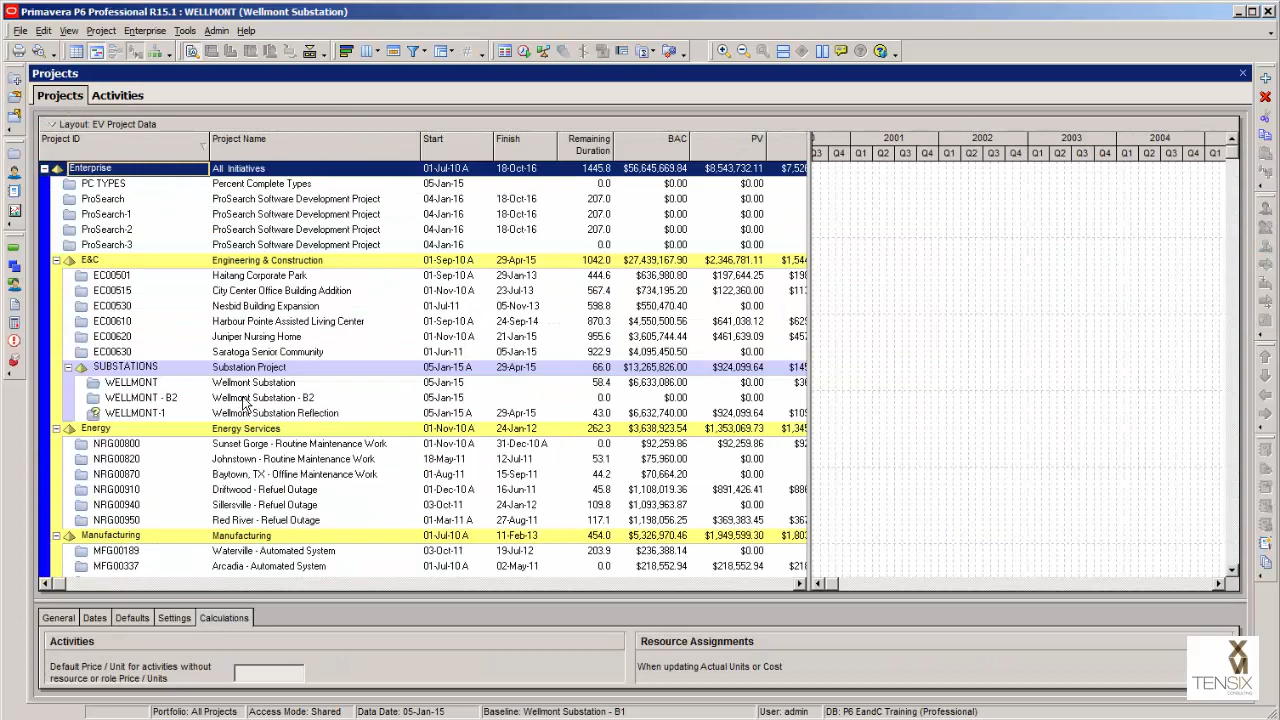 Primavera P6 Professional R15.1 : WELLMONT (Wellmont Substation)
File Edit View Project Enterprise Tools Admin Help
Projects
Projects Activities
Layout: EV Project Data
Project ID Project Name Start Finish Remaining Duration BAC PV 2001 2002 2003 2004
Q3 Q4 Q1 Q2 Q3 Q4 Q1 Q2 Q3 Q4 Q1 Q2 Q3 Q4 Q1 Q2 Q3 Q4 Q1
Enterprise All Initiatives 01-Jul-10 A 18-Oct-16 1445.8 $56,645,669.84 $8,543,732.11 $7,526
PC TYPES Percent Complete Types 05-Jan-15 0.0 $0.00 $0.00
ProSearch ProSearch Software Development Project 04-Jan-16 18-Oct-16 207.0 $0.00 $0.00
ProSearch-1 ProSearch Software Development Project 04-Jan-16 18-Oct-16 207.0 $0.00 $0.00
ProSearch-2 ProSearch Software Development Project 04-Jan-16 18-Oct-16 207.0 $0.00 $0.00
ProSearch-3 ProSearch Software Development Project 04-Jan-16 0.0 $0.00 $0.00
E&C Engineering & Construction 01-Sep-10 A 29-Apr-15 1042.0 $27,439,167.90 $2,346,781.11 $1,544
EC00501 Haitang Corporate Park 01-Sep-10 A 29-Jan-13 444.6 $636,980.80 $197,644.25 $198
EC00515 City Center Office Building Addition 01-Nov-10 A 23-Jul-13 567.4 $734,195.20 $122,360.00 $11
EC00530 Nesbid Building Expansion 01-Jul-11 05-Nov-13 598.8 $550,470.40 $0.00
EC00610 Harbour Pointe Assisted Living Center 01-Sep-10 A 24-Sep-14 870.3 $4,550,500.56 $641,038.12 $629
EC00620 Juniper Nursing Home 01-Nov-10 A 21-Jan-15 955.6 $3,605,744.44 $461,639.09 $457
EC00630 Saratoga Senior Community 01-Jun-11 05-Jan-15 922.9 $4,095,450.50 $0.00
SUBSTATIONS Substation Project 05-Jan-15 A 29-Apr-15 66.0 $13,265,826.00 $924,099.64 $145
WELLMONT Wellmont Substation 05-Jan-15 58.4 $6,633,086.00 $0.00 $3
WELLMONT - B2 Wellmont Substation - B2 05-Jan-15 0.0 $0.00 $0.00
WELLMONT-1 Wellmont Substation Reflection 05-Jan-15 A 29-Apr-15 43.0 $6,632,740.00 $924,099.64 $109
Energy Energy Services 01-Nov-10 A 24-Jan-12 262.3 $3,638,923.54 $1,353,069.73 $1,345
NRG00800 Sunset Gorge - Routine Maintenance Work 01-Nov-10 A 31-Dec-10 A 0.0 $92,259.86 $92,259.86 $92
NRG00820 Johnstown - Routine Maintenance Work 18-May-11 12-Jul-11 53.1 $75,960.00 $0.00
NRG00870 Baytown, TX - Offline Maintenance Work 01-Aug-11 15-Sep-11 44.2 $70,664.20 $0.00
NRG00910 Driftwood - Refuel Outage 01-Dec-10 A 16-Jun-11 45.8 $1,108,019.36 $891,426.41 $886
NRG00940 Sillersville - Refuel Outage 03-Oct-11 24-Jan-12 109.8 $1,093,963.87 $0.00
NRG00950 Red River - Refuel Outage 01-Mar-11 A 27-Aug-11 117.1 $1,198,056.25 $369,383.45 $367
Manufacturing Manufacturing 01-Jul-10 A 11-Feb-13 454.0 $5,326,970.46 $1,949,599.30 $1,803
MFG00189 Waterville - Automated System 03-Oct-11 19-Jul-12 203.9 $236,388.14 $0.00
MFG00337 Arcadia - Automated System 01-Jul-10 A 02-May-11 0.0 $218,552.94 $218,552.94 $218
General Dates Defaults Settings Calculations
Activities Resource Assignments
Default Price / Unit for activities without resource or role Price / Units When updating Actual Units or Cost
TENSIX
CONSULTING
Portfolio: All Projects Access Mode: Shared Data Date: 05-Jan-15 Baseline: Wellmont Substation - B1 User: admin DB: P6 EandC Training (Professional)